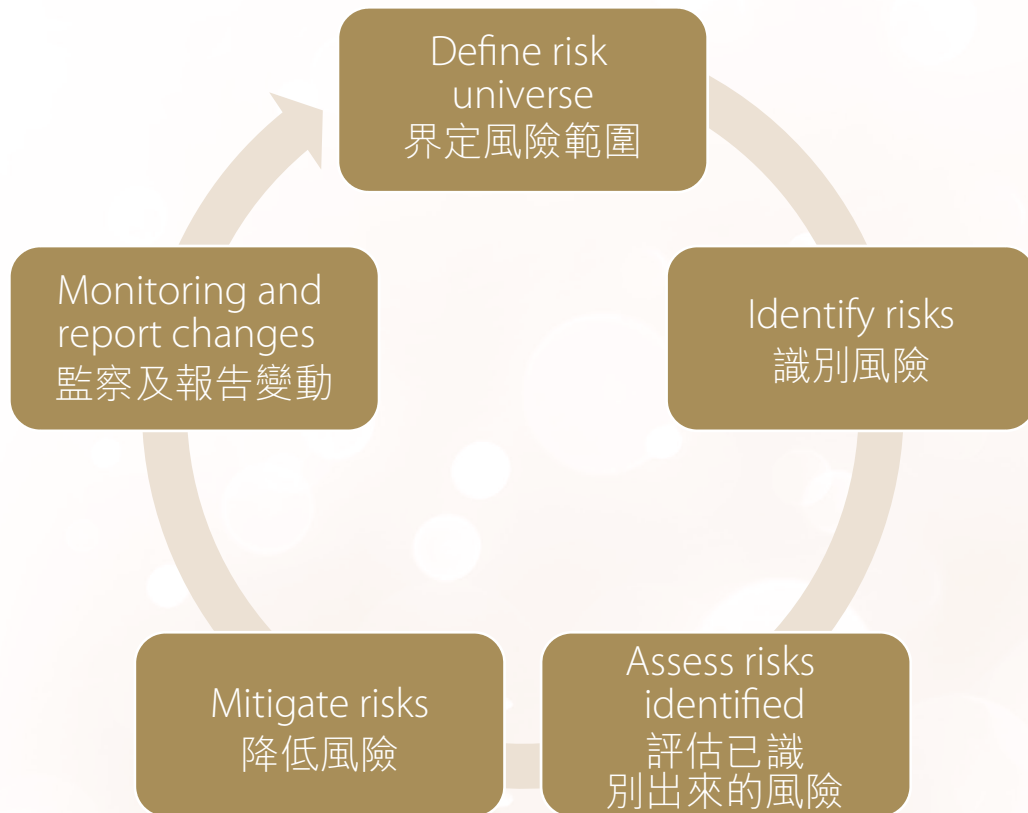 Define risk
universe
界定風險範圍
Identify risks
識別風險
Assess risks
identified
評估已識
別出來的風險
Mitigate risks
降低風險
Monitoring and
report changes
監察及報告變動